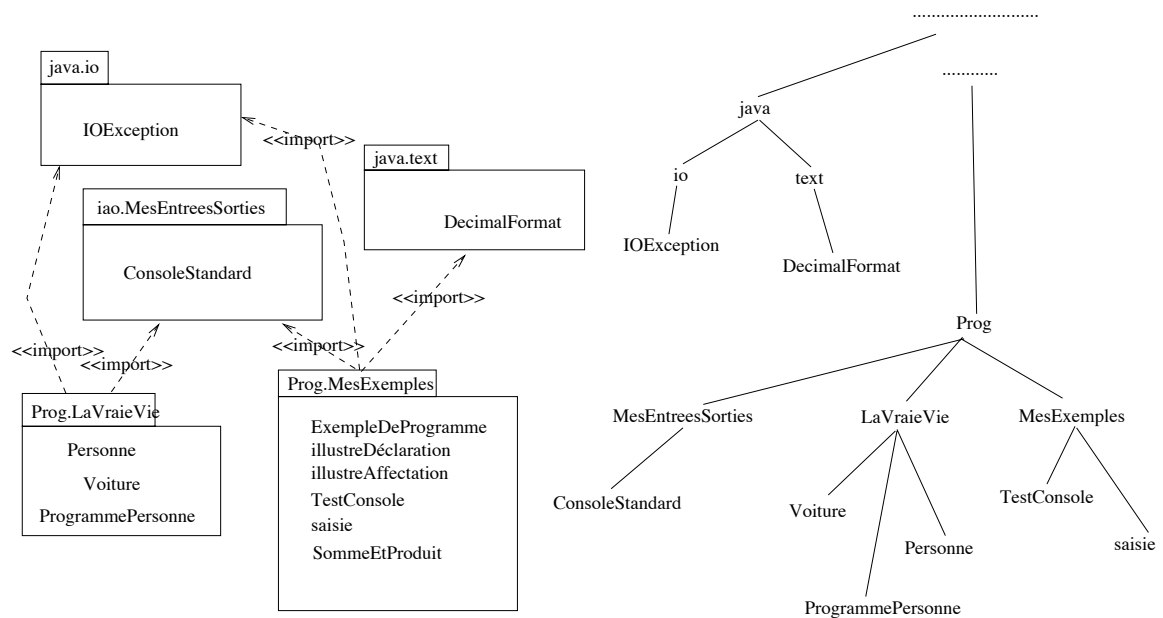 java.io
IOException
<<import>>
java.text
DecimalFormat
iao.MesEntreesSorties
ConsoleStandard
<<import>>
<<import>>
<<import>>
<<import>>
Prog.LaVraieVie
Personne
Voiture
ProgrammePersonne
Prog.MesExemples
ExempleDeProgramme
illustreDéclaration
illustreAffectation
TestConsole
saisie
SommeEtProduit
............................
............
java
io
text
IOException
DecimalFormat
Prog
MesEntreesSorties
LaVraieVie
MesExemples
ConsoleStandard
Voiture
TestConsole
Personne
saisie
ProgrammePersonne